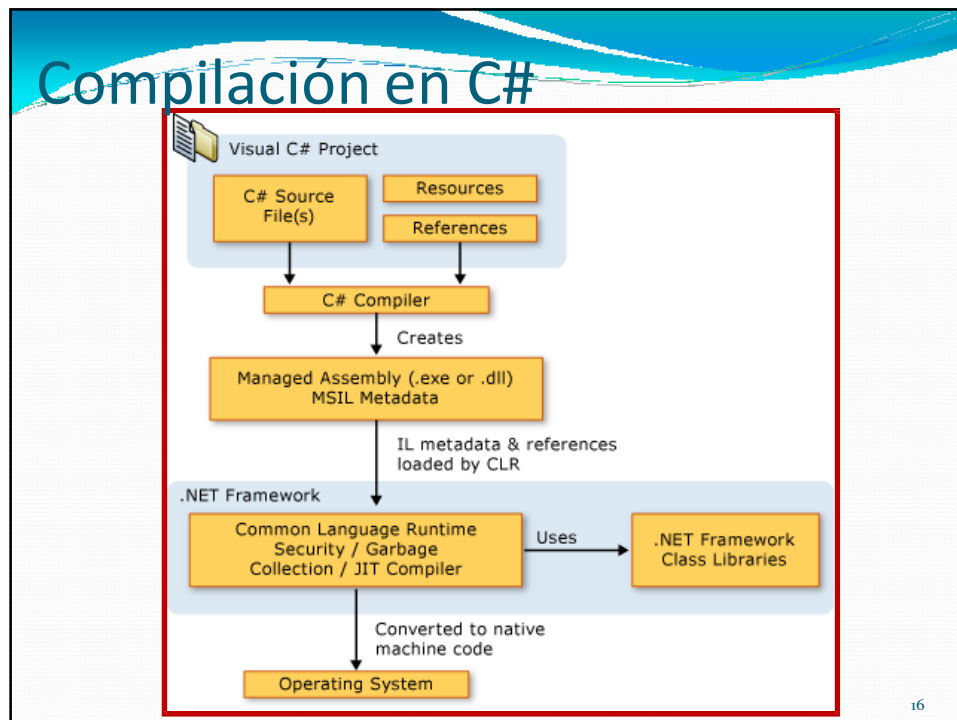 Compilación en C#
Visual C# Project
C# Source
File(s)
Resources
References
C# Compiler
Creates
Managed Assembly (.exe or .dll)
MSIL Metadata
IL metadata & references
loaded by CLR
.NET Framework
Common Language Runtime
Security / Garbage
Collection / JIT Compiler
Uses
.NET Framework
Class Libraries
Converted to native
machine code
Operating System
16